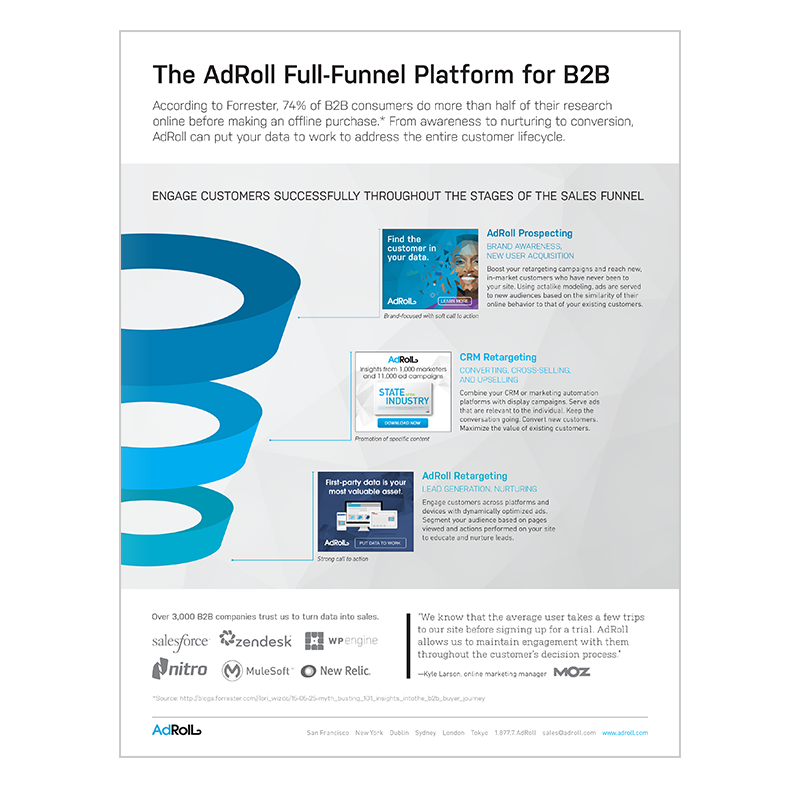 The AdRoll Full-Funnel Platform for B2B
According to Forrester, 74% of B2B consumers do more than half of their research
online before making an offline purchase.* From awareness to nurturing to conversion,
AdRoll can put your data to work to address the entire customer lifecycle.
ENGAGE CUSTOMERS SUCCESSFULLY THROUGHOUT THE STAGES OF THE SALES FUNNEL
Find the
customer in
your data.
AdRoll
LEARN MORE
Brand-focused with soft call to action
AdRoll Prospecting
BRAND AWARENESS,
NEW USER ACQUISITION
Boost your retargeting campaigns and reach new,
in-market customers who have never been to
your site. Using actalike modeling, ads are served
to new audiences based on the similarity of their
online behavior to that of your existing customers.
AdRoll
Insights from 1,000 marketers
and 11,000 ad campaigns.
STATE
INDUSTRY
DOWNLOAD NOW
Promotion of specific content
CRM Retargeting
CONVERTING, CROSS-SELLING,
AND UPSELLING
Combine your CRM or marketing automation
platforms with display campaigns. Serve ads
that are relevant to the individual. Keep the
conversation going. Convert new customers.
Maximize the value of existing customers.
First-party data is your
most valuable asset.
AdRoll
PUT DATA TO WORK
Strong call to action
AdRoll Retargeting
LEAD GENERATION, NURTURING
Engage customers across platforms and
devices with dynamically optimized ads.
Segment your audience based on pages
viewed and actions performed on your site
to educate and nurture leads.
Over 3,000 B2B companies trust us to turn data into sales.
salesforce zendesk WP engine
nitro MuleSoft New Relic.
"We know that the average user takes a few trips
to our site before signing up for a trial. AdRoll
allows us to maintain engagement with them
throughout the customer's decision process."
—Kyle Larson, online marketing manager MOZ
*Source: http://blogs.forrester.com/lori_wizdo/15-05-25-myth_busting_101_insights_intothe_b2b_buyer_journey
AdRoll
San Francisco New York Dublin Sydney London Tokyo 1.877.7.AdRoll sales@adroll.com www.adroll.com